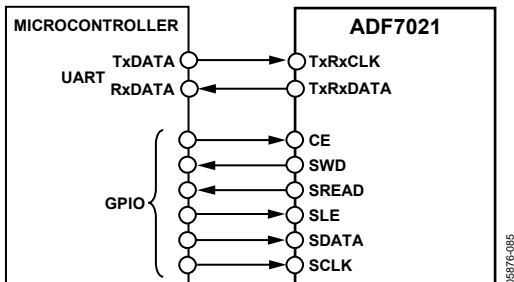 MICROCONTROLLER
ADF7021
UART
TxDATA
TxRxCLK
RxDATA
TxRxDATA
GPIO
CE
SWD
SREAD
SLE
SDATA
SCLK
05876-085